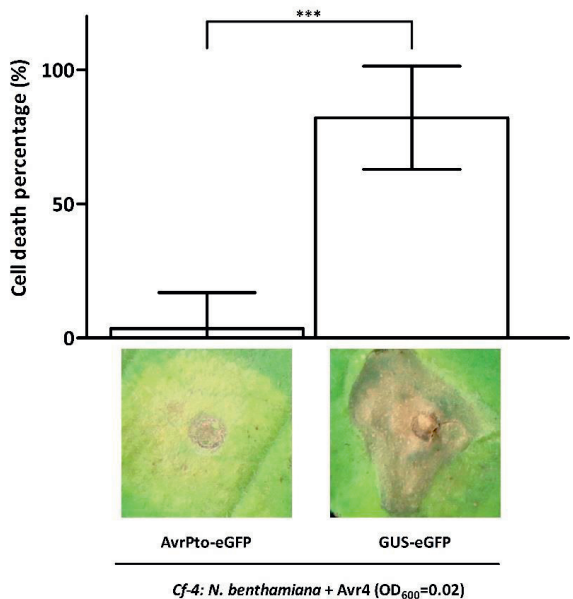 ***
Cell death percentage (%)
100
50
0
AvrPto-eGFP
GUS-eGFP
Cf-4: N. benthamiana + Avr4 (OD₆₀₀=0.02)